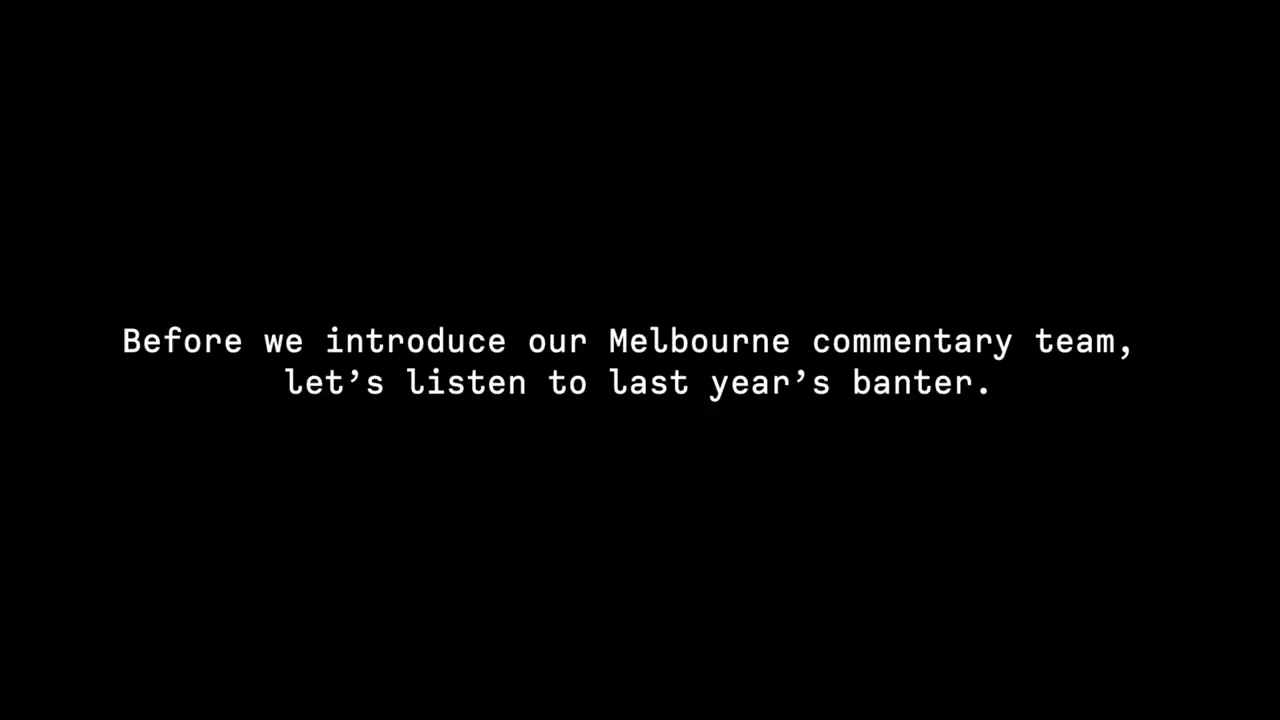 Before we introduce our Melbourne commentary team,
let’s listen to last year’s banter.